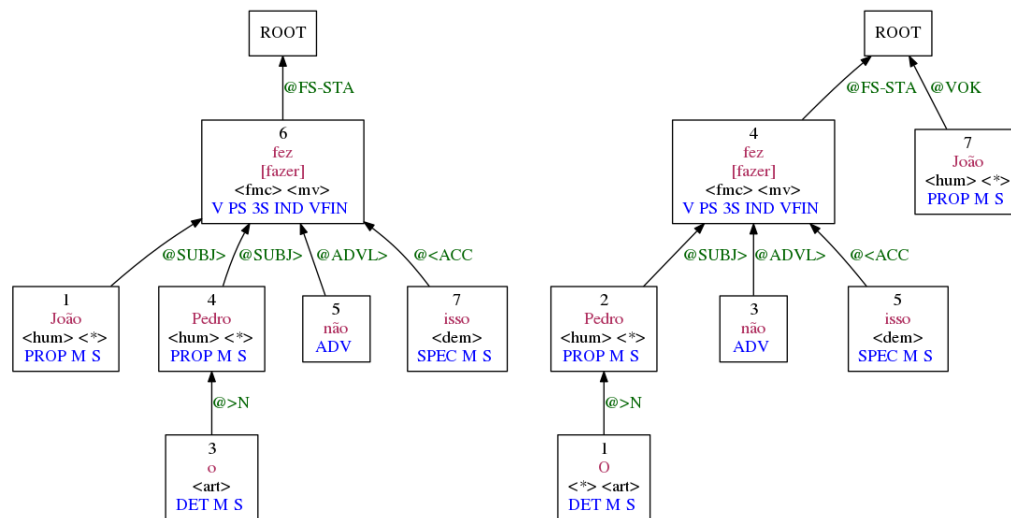 ROOT
@FS-STA
6
fez
[fazer]
<fmc> <mv>
V PS 3S IND VFIN
@SUBJ>
@SUBJ>
@ADVL>
@<ACC
1
João
<hum> <*>
PROP M S
4
Pedro
<hum> <*>
PROP M S
5
não
ADV
7
isso
<dem>
SPEC M S
@>N
3
o
<art>
DET M S
ROOT
@FS-STA
@VOK
4
fez
[fazer]
<fmc> <mv>
V PS 3S IND VFIN
7
João
<hum> <*>
PROP M S
@SUBJ>
@ADVL>
@<ACC
2
Pedro
<hum> <*>
PROP M S
3
não
ADV
5
isso
<dem>
SPEC M S
@>N
1
O
<*> <art>
DET M S